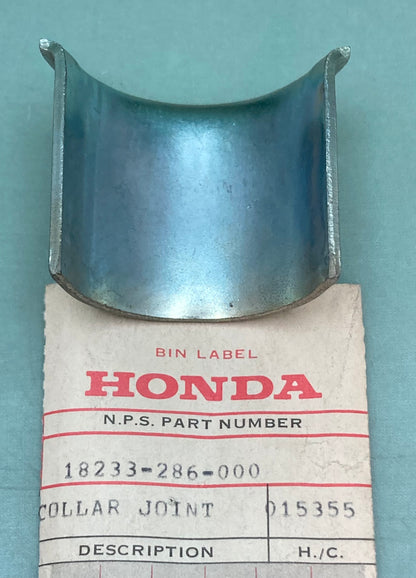 BIN LABEL
HONDA
N.P.S. PART NUMBER
18233-286-000
COLLAR JOINT 015355
DESCRIPTION H./C.